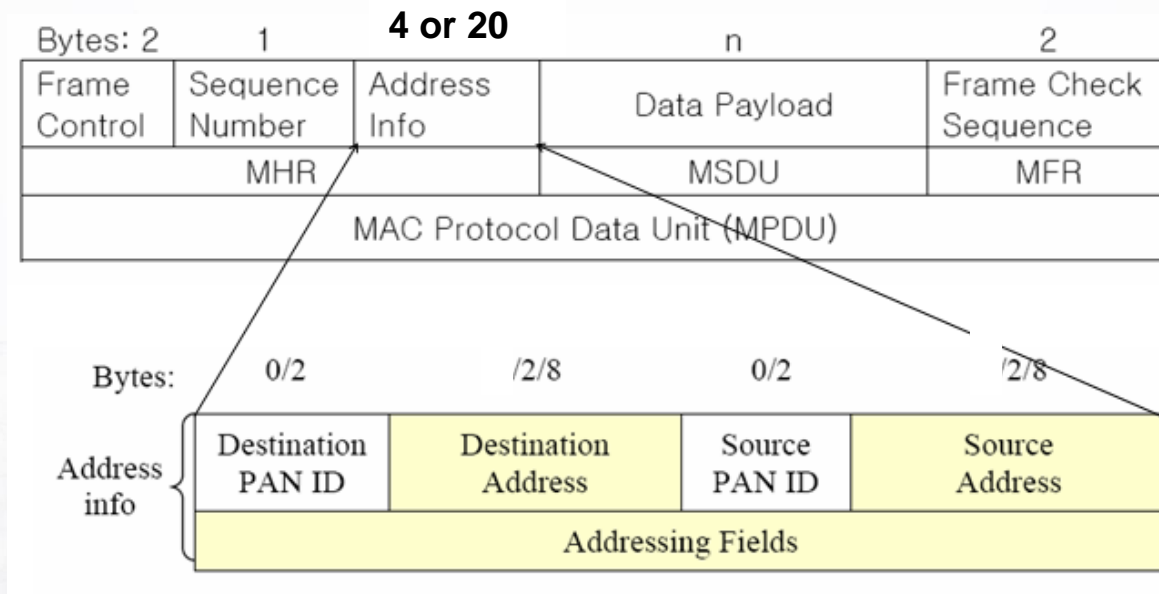 4 or 20
Bytes: 2 1 n 2
Frame Control Sequence Number Address Info Data Payload Frame Check Sequence
MHR MSDU MFR
MAC Protocol Data Unit (MPDU)
Bytes: 0/2 /2/8 0/2 /2/8
Address info
Destination PAN ID Destination Address Source PAN ID Source Address
Addressing Fields